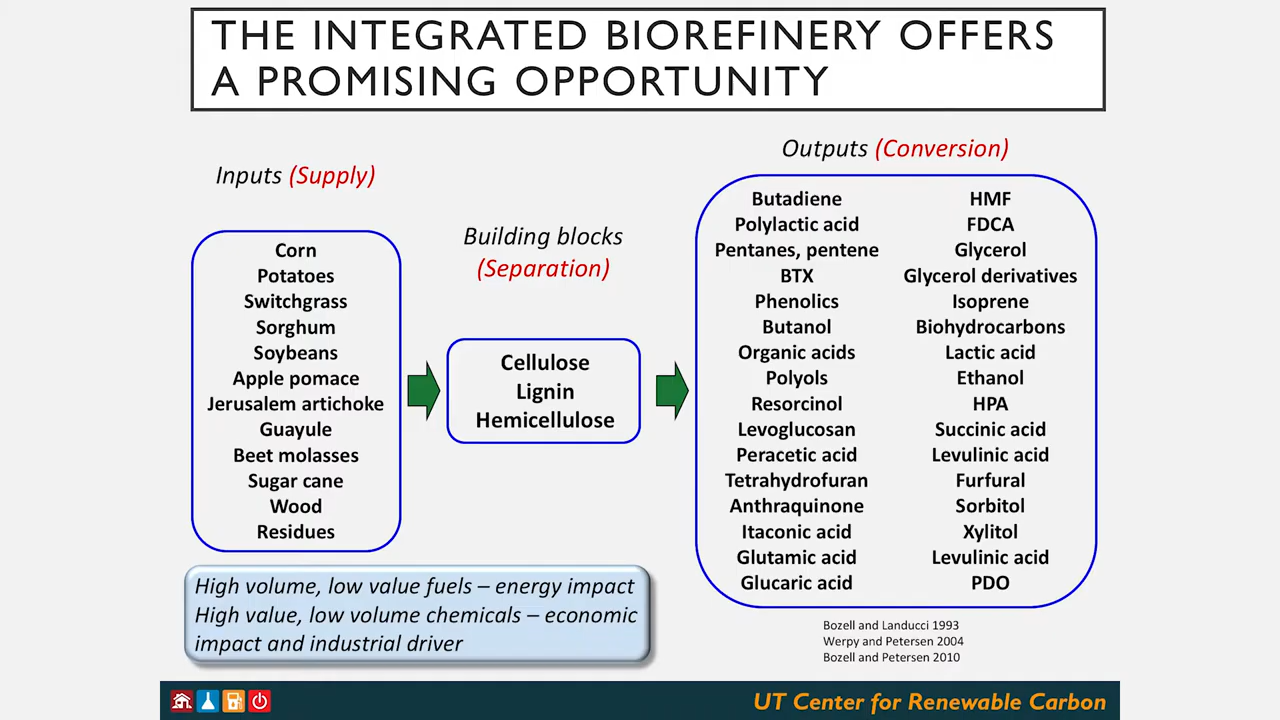 THE INTEGRATED BIOREFINERY OFFERS
A PROMISING OPPORTUNITY
Inputs (Supply)
Corn
Potatoes
Switchgrass
Sorghum
Soybeans
Apple pomace
Jerusalem artichoke
Guayule
Beet molasses
Sugar cane
Wood
Residues
Building blocks
(Separation)
Cellulose
Lignin
Hemicellulose
Outputs (Conversion)
Butadiene
Polylactic acid
Pentanes, pentene
BTX
Phenolics
Butanol
Organic acids
Polyols
Resorcinol
Levoglucosan
Peracetic acid
Tetrahydrofuran
Anthraquinone
Itaconic acid
Glutamic acid
Glucaric acid
HMF
FDCA
Glycerol
Glycerol derivatives
Isoprene
Biohydrocarbons
Lactic acid
Ethanol
HPA
Succinic acid
Levulinic acid
Furfural
Sorbitol
Xylitol
Levulinic acid
PDO
High volume, low value fuels – energy impact
High value, low volume chemicals – economic
impact and industrial driver
Bozell and Landucci 1993
Werpy and Petersen 2004
Bozell and Petersen 2010
UT Center for Renewable Carbon